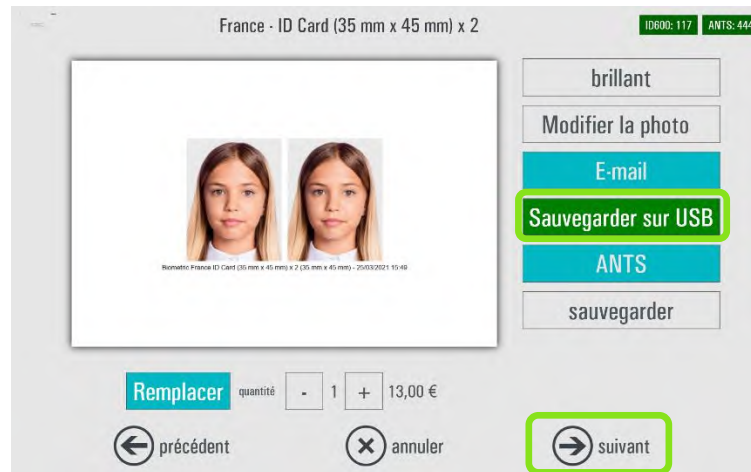 France - ID Card (35 mm x 45 mm) x 2
ID600: 117
ANTS: 444
brillant
Modifier la photo
E-mail
Sauvegarder sur USB
ANTS
sauvegarder
Biometric France ID Card (35 mm x 45 mm) x 2 (35 mm x 45 mm) - 25/03/2021 15:49
Remplacer quantité - 1 + 13,00 €
précédent
annuler
suivant